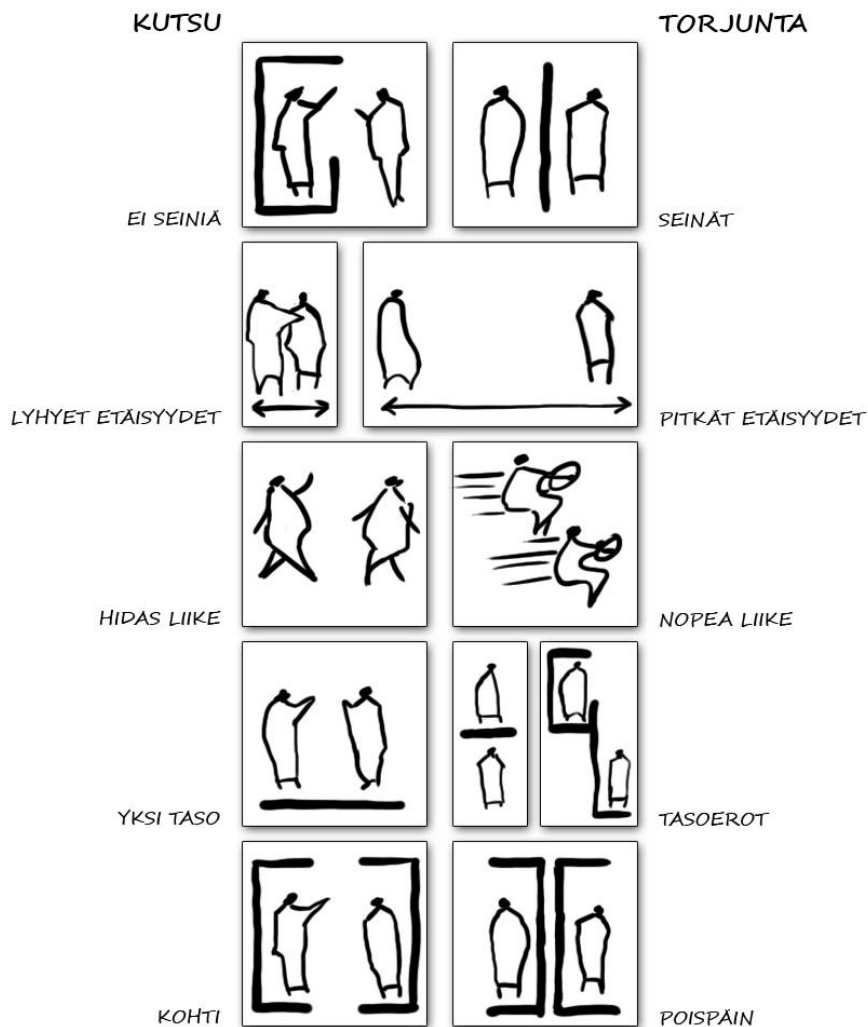 KUTSU
TORJUNTA
EI SEINIÄ
SEINÄT
LYHYET ETÄISYYDET
PITKÄT ETÄISYYDET
HIDAS LIIKE
NOPEA LIIKE
YKSI TASO
TASOEROT
KOHTI
POISPÄIN